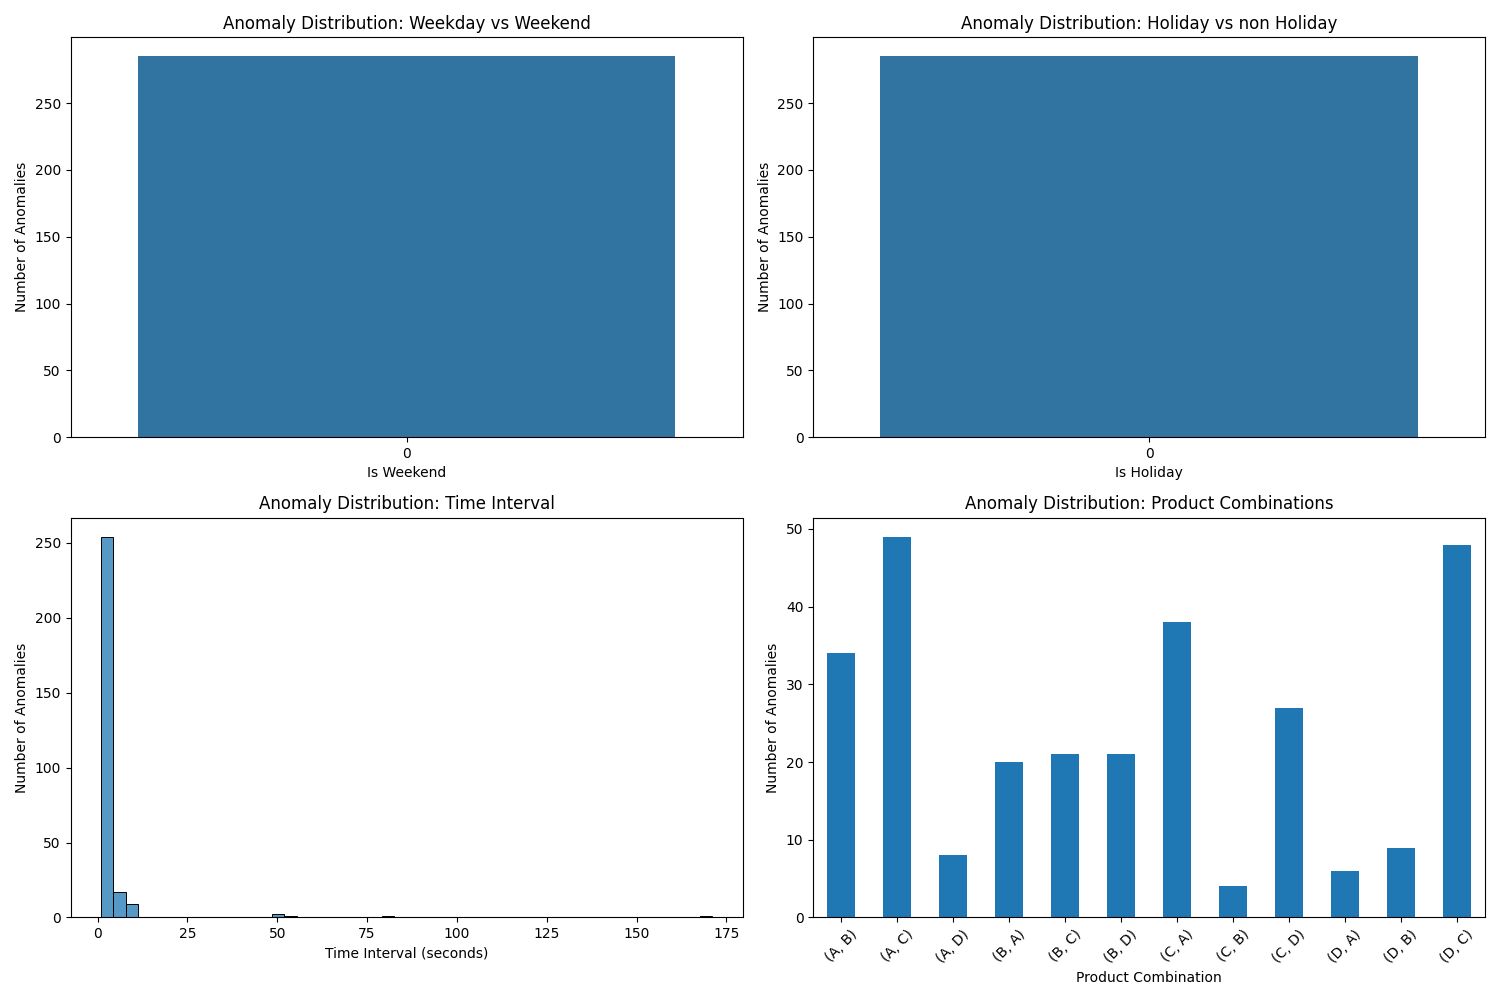 Anomaly Distribution: Weekday vs Weekend
Number of Anomalies
250
200
150
100
50
0
0
Is Weekend
Anomaly Distribution: Holiday vs non Holiday
Number of Anomalies
250
200
150
100
50
0
0
Is Holiday
Anomaly Distribution: Time Interval
Number of Anomalies
250
200
150
100
50
0
0 25 50 75 100 125 150 175
Time Interval (seconds)
Anomaly Distribution: Product Combinations
Number of Anomalies
50
40
30
20
10
0
(A, B) (A, C) (A, D) (B, A) (B, C) (B, D) (C, A) (C, B) (C, D) (D, A) (D, B) (D, C)
Product Combination